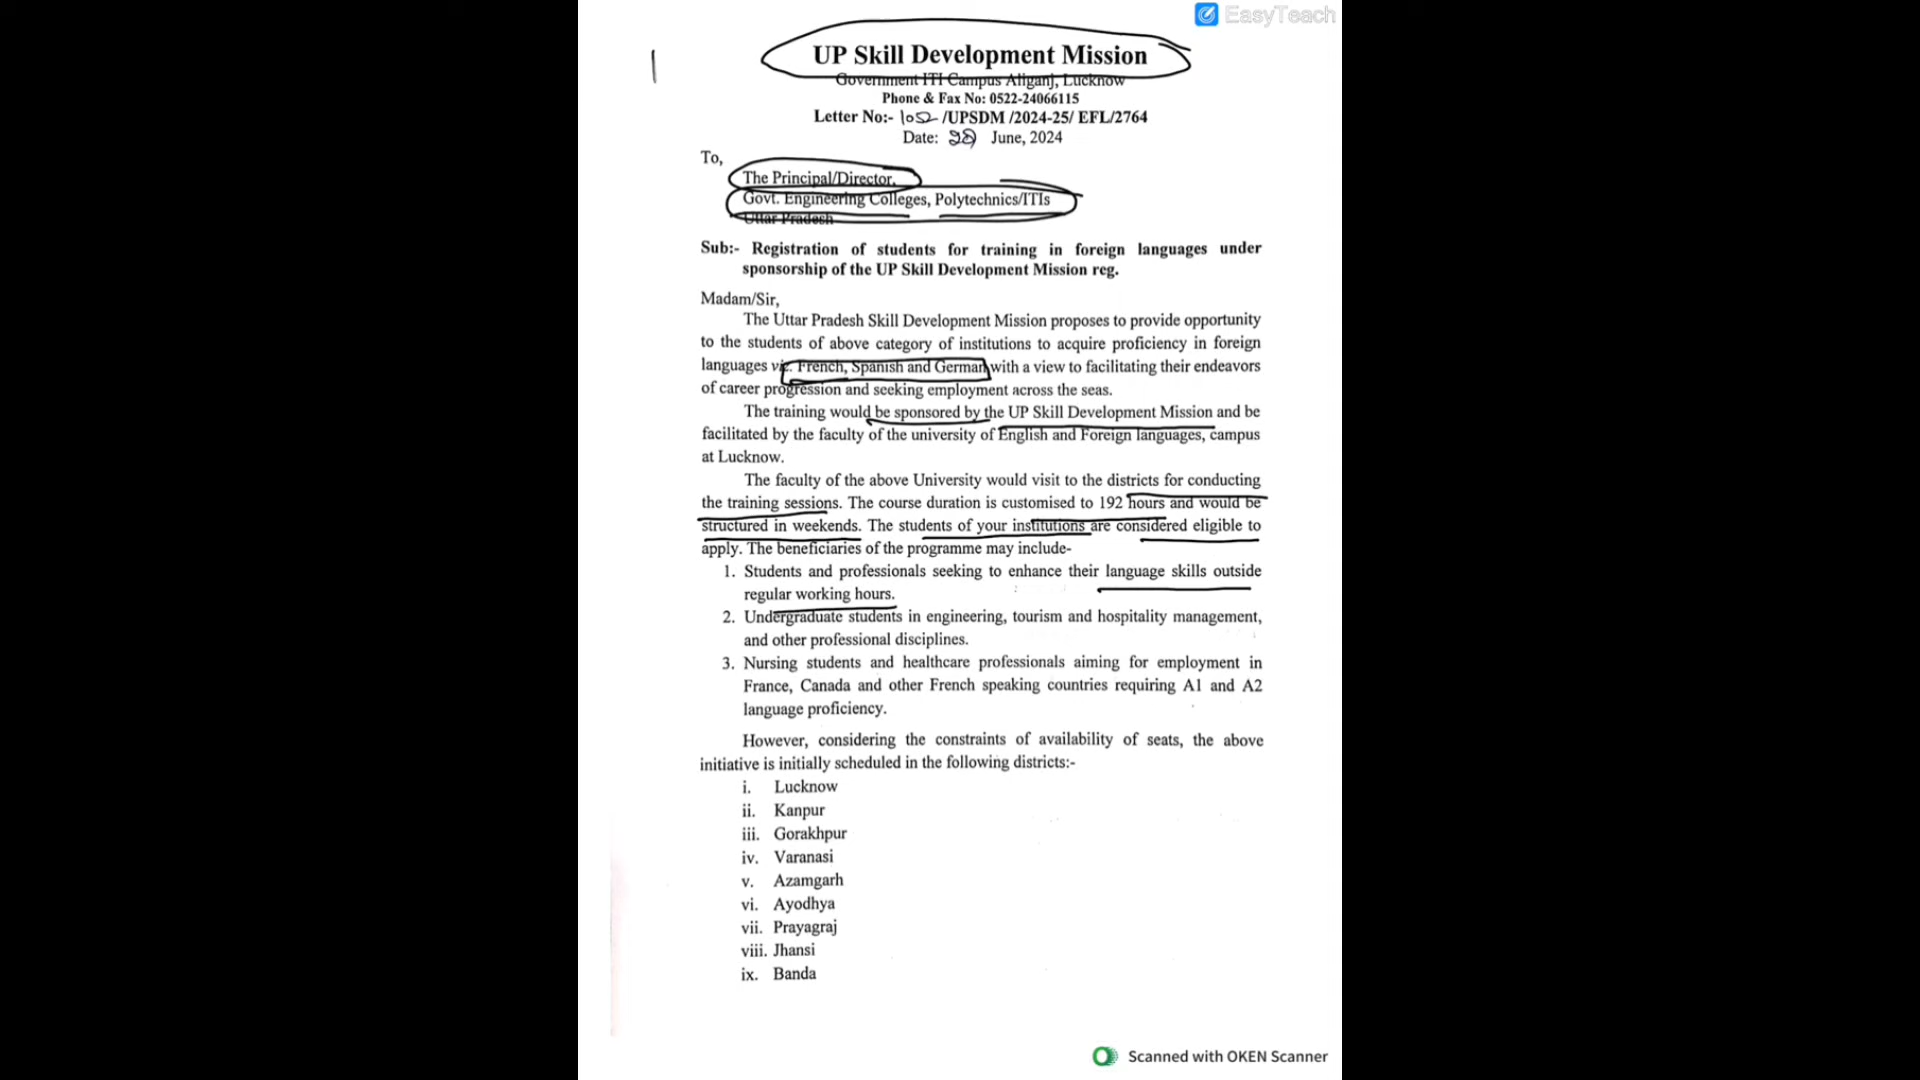 EasyTeach
UP Skill Development Mission
Government ITI Campus Aliganj, Lucknow
Phone & Fax No: 0522-24066115
Letter No:- 102 /UPSDM /2024-25/ EFL/2764
Date: June, 2024
To,
The Principal/Director,
Govt. Engineering Colleges, Polytechnics/ITIs
Uttar Pradesh
Sub:- Registration of students for training in foreign languages under
sponsorship of the UP Skill Development Mission reg.
Madam/Sir,
The Uttar Pradesh Skill Development Mission proposes to provide opportunity
to the students of above category of institutions to acquire proficiency in foreign
languages viz. French, Spanish and German with a view to facilitating their endeavors
of career progression and seeking employment across the seas.
The training would be sponsored by the UP Skill Development Mission and be
facilitated by the faculty of the university of English and Foreign languages, campus
at Lucknow.
The faculty of the above University would visit to the districts for conducting
the training sessions. The course duration is customised to 192 hours and would be
structured in weekends. The students of your institutions are considered eligible to
apply. The beneficiaries of the programme may include-
1. Students and professionals seeking to enhance their language skills outside
regular working hours.
2. Undergraduate students in engineering, tourism and hospitality management,
and other professional disciplines.
3. Nursing students and healthcare professionals aiming for employment in
France, Canada and other French speaking countries requiring A1 and A2
language proficiency.
However, considering the constraints of availability of seats, the above
initiative is initially scheduled in the following districts:-
i. Lucknow
ii. Kanpur
iii. Gorakhpur
iv. Varanasi
v. Azamgarh
vi. Ayodhya
vii. Prayagraj
viii. Jhansi
ix. Banda
Scanned with OKEN Scanner